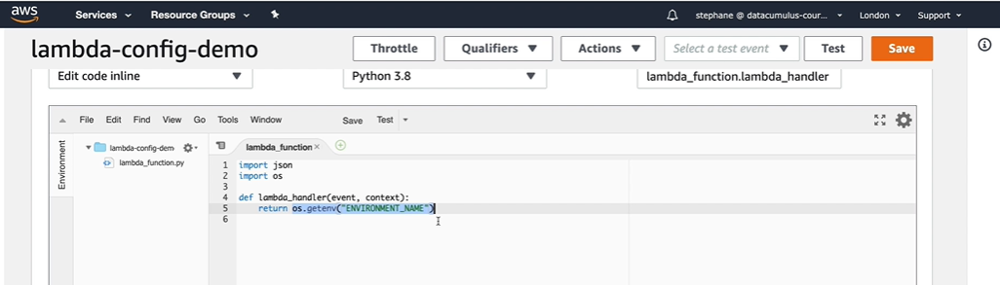 aws Services Resource Groups stephane @ datacumulus-cour... London Support
lambda-config-demo Throttle Qualifiers Actions Select a test event Test Save
Edit code inline Python 3.8 lambda_function.lambda_handler
File Edit Find View Go Tools Window Save Test
Environment
lambda-config-dem
lambda_function.py
lambda_function
1 import json
2 import os
3
4 def lambda_handler(event, context):
5 return os.getenv("ENVIRONMENT_NAME")
6